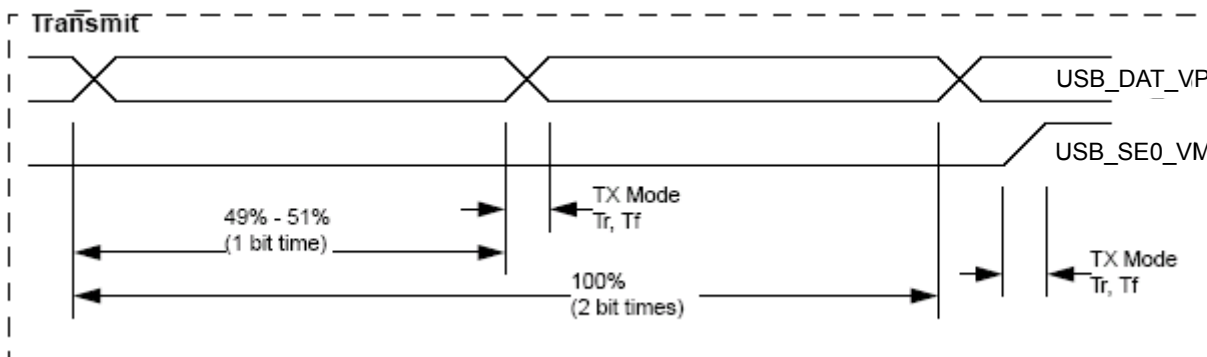 Transmit
USB_DAT_VP
USB_SE0_VM
TX Mode
Tr, Tf
49% - 51%
(1 bit time)
100%
(2 bit times)
TX Mode
Tr, Tf